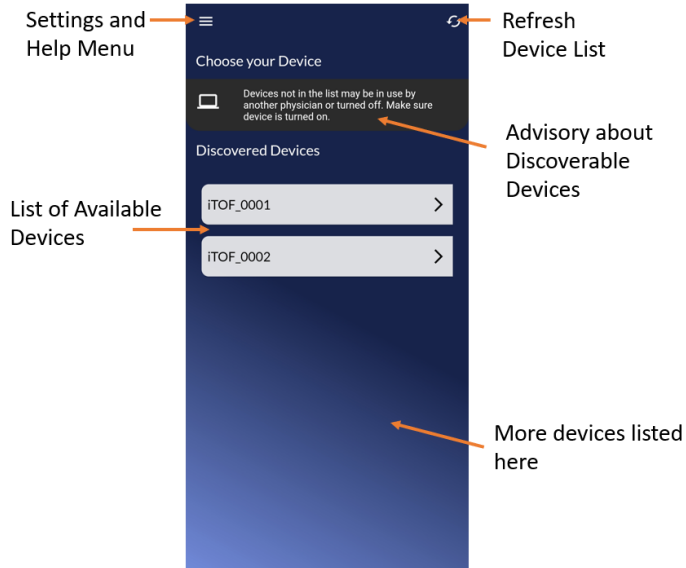 Settings and
Help Menu
Refresh
Device List
Choose your Device
Devices not in the list may be in use by
another physician or turned off. Make sure
device is turned on.
Advisory about
Discoverable
Devices
Discovered Devices
List of Available
Devices
iTOF_0001
iTOF_0002
More devices listed
here